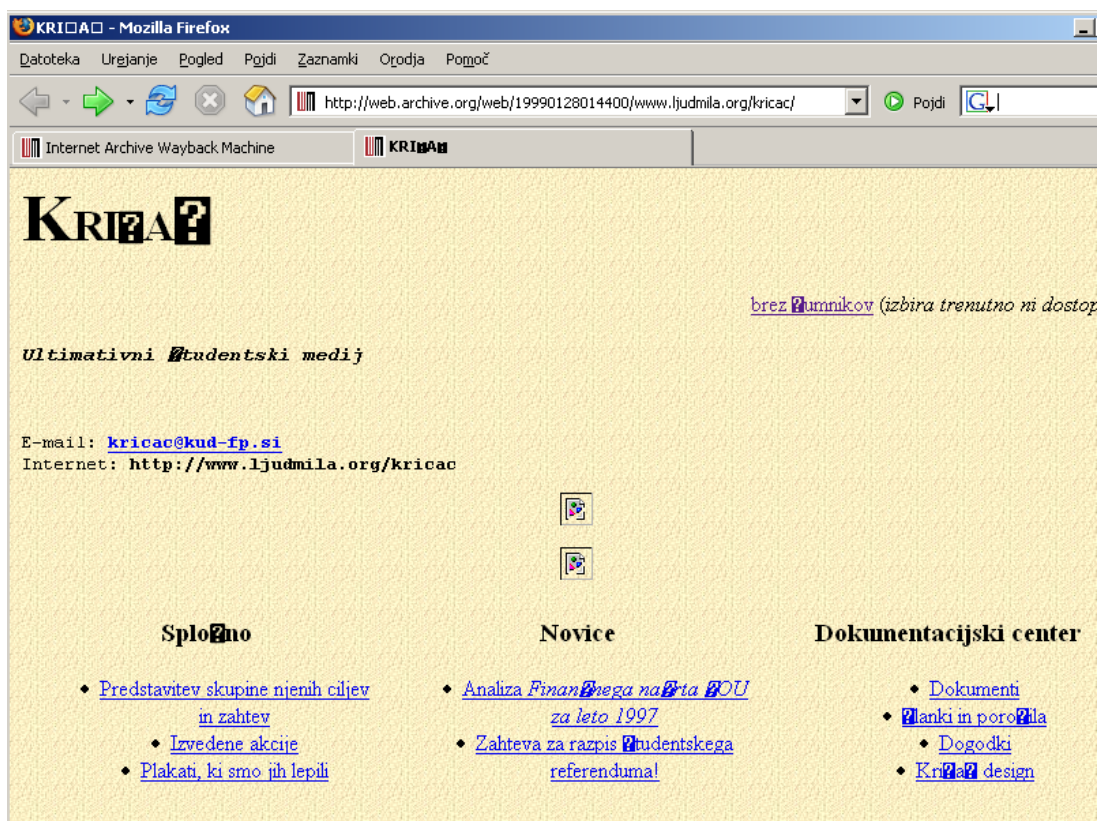 KRI□A□ - Mozilla Firefox
Datoteka Urejanje Pogled Pojdi Zaznamki Orodja Pomoč
http://web.archive.org/web/19990128014400/www.ljudmila.org/kricac/ Pojdi G
Internet Archive Wayback Machine KRI�A�
KRI�A�
brez �umnikov (izbira trenutno ni dostop
Ultimativni �tudentski medij
E-mail: kricac@kud-fp.si
Internet: http://www.ljudmila.org/kricac
Splo�no Novice Dokumentacijski center
• Predstavitev skupine njenih ciljev • Analiza Finan�nega na�rta �OU • Dokumenti
in zahtev za leto 1997 • �lanki in poro�ila
• Izvedene akcije • Zahteva za razpis �tudentskega • Dogodki
• Plakati, ki smo jih lepili referenduma! • Kri�a� design